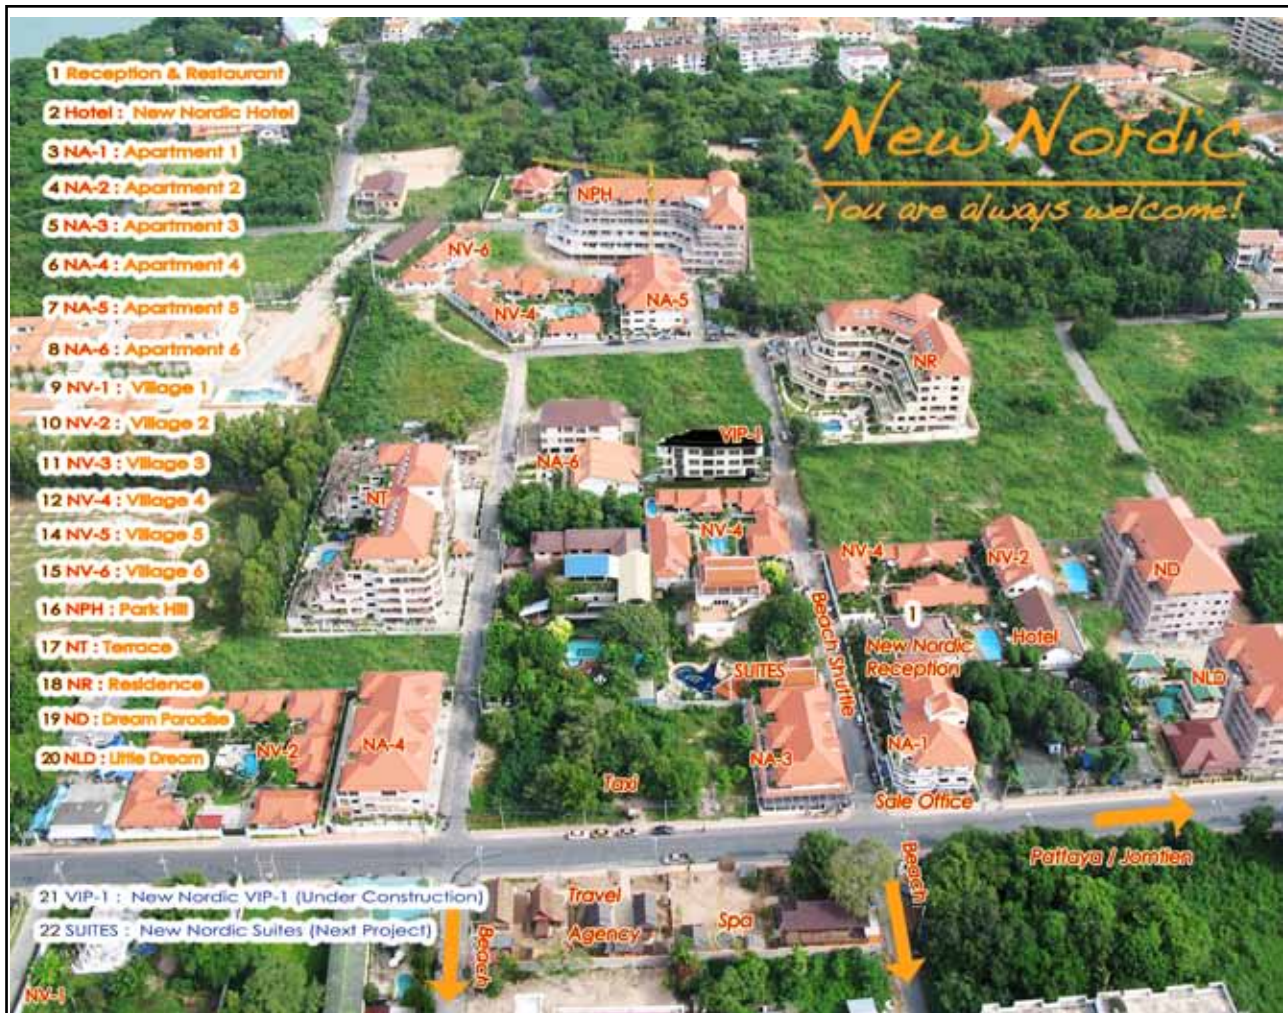 1 Reception & Restaurant
2 Hotel : New Nordic Hotel
3 NA-1 : Apartment 1
4 NA-2 : Apartment 2
5 NA-3 : Apartment 3
6 NA-4 : Apartment 4
7 NA-5 : Apartment 5
8 NA-6 : Apartment 6
9 NV-1 : Village 1
10 NV-2 : Village 2
11 NV-3 : Village 3
12 NV-4 : Village 4
14 NV-5 : Village 5
15 NV-6 : Village 6
16 NPH : Park Hill
17 NT : Terrace
18 NR : Residence
19 ND : Dream Paradise
20 NLD : Little Dream
21 VIP-1 : New Nordic VIP-1 (Under Construction)
22 SUITES : New Nordic Suites (Next Project)
New Nordic
You are always welcome!
NPH
NV-6
NV-4
NA-5
NR
VIP-1
NA-6
NT
NV-4
NV-4
NV-2
ND
Beach Shuttle
1
New Nordic
Reception
Hotel
SUITES
NLD
NV-2
NA-4
NA-3
NA-1
Taxi
Sale Office
Pattaya / Jomtien
Beach
Travel
Agency
Spa
Beach
NV-1